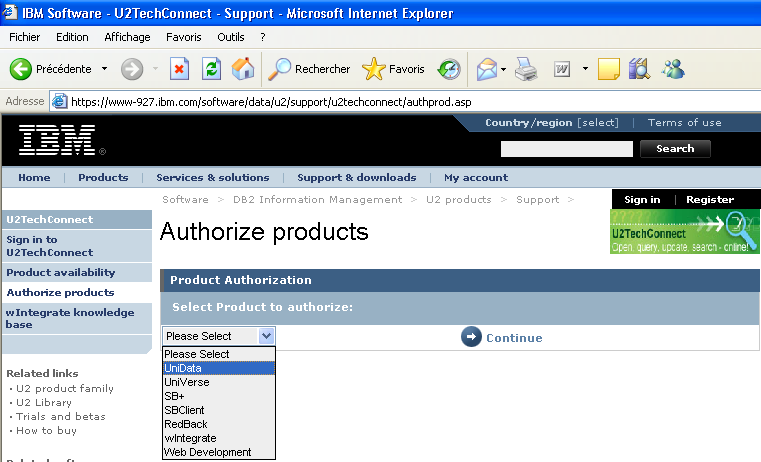 IBM Software - U2TechConnect - Support - Microsoft Internet Explorer
Fichier Edition Affichage Favoris Outils ?
Précédente Rechercher Favoris W
Adresse https://www-927.ibm.com/software/data/u2/support/u2techconnect/authprod.asp
Country/region [select] | Terms of use
IBM ®
Search
Home | Products | Services & solutions | Support & downloads | My account
Software > DB2 Information Management > U2 products > Support >
Sign in | Register
U2TechConnect
Open, query, update, search - online!
U2TechConnect
Sign in to
U2TechConnect
Product availability
Authorize products
wIntegrate knowledge
base
Related links
· U2 product family
· U2 Library
· Trials and betas
· How to buy
Authorize products
Product Authorization
Select Product to authorize:
Please Select
Continue
Please Select
UniData
UniVerse
SB+
SBClient
RedBack
wIntegrate
Web Development